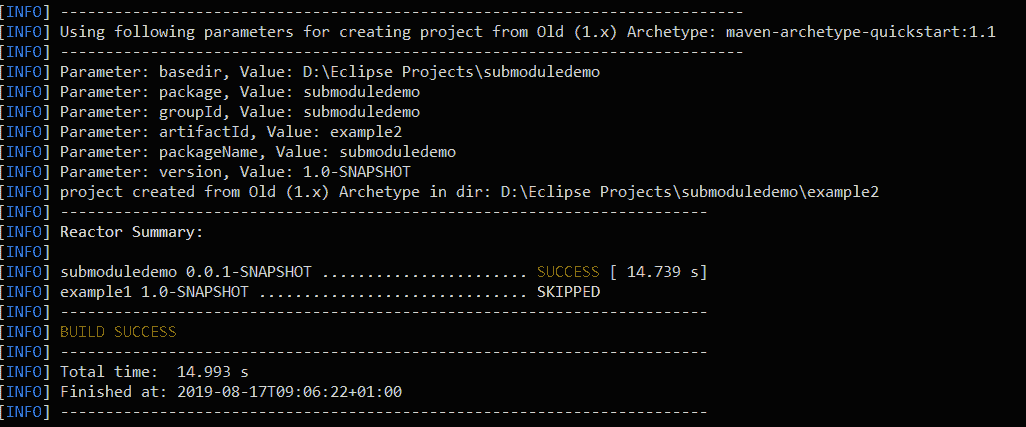 [INFO] ----------------------------------------------------------------------------
[INFO] Using following parameters for creating project from Old (1.x) Archetype: maven-archetype-quickstart:1.1
[INFO] ----------------------------------------------------------------------------
[INFO] Parameter: basedir, Value: D:\Eclipse Projects\submoduledemo
[INFO] Parameter: package, Value: submoduledemo
[INFO] Parameter: groupId, Value: submoduledemo
[INFO] Parameter: artifactId, Value: example2
[INFO] Parameter: packageName, Value: submoduledemo
[INFO] Parameter: version, Value: 1.0-SNAPSHOT
[INFO] project created from Old (1.x) Archetype in dir: D:\Eclipse Projects\submoduledemo\example2
[INFO] ------------------------------------------------------------------------
[INFO] Reactor Summary:
[INFO]
[INFO] submoduledemo 0.0.1-SNAPSHOT ....................... SUCCESS [ 14.739 s]
[INFO] example1 1.0-SNAPSHOT .............................. SKIPPED
[INFO] ------------------------------------------------------------------------
[INFO] BUILD SUCCESS
[INFO] ------------------------------------------------------------------------
[INFO] Total time:  14.993 s
[INFO] Finished at: 2019-08-17T09:06:22+01:00
[INFO] ------------------------------------------------------------------------